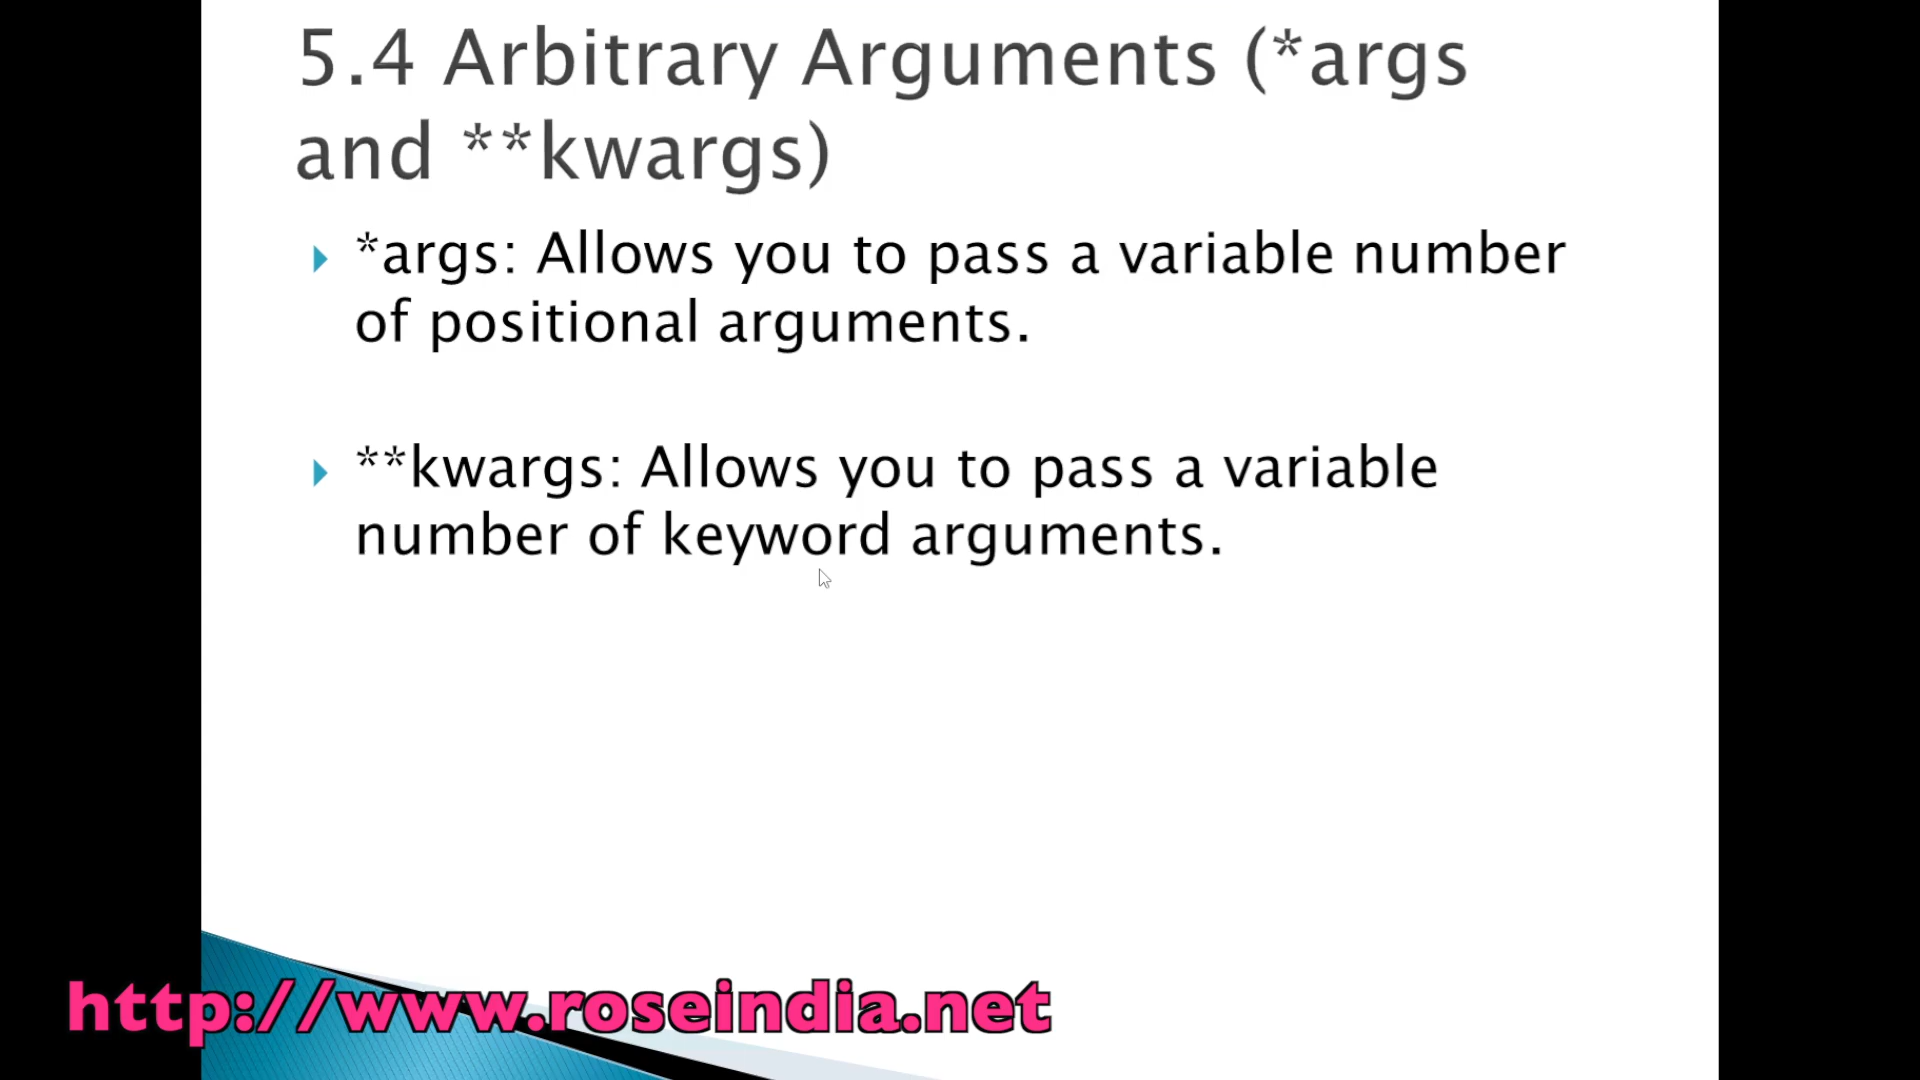 5.4 Arbitrary Arguments (*args
and **kwargs)
*args: Allows you to pass a variable number
of positional arguments.
**kwargs: Allows you to pass a variable
number of keyword arguments.
http://www.roseindia.net